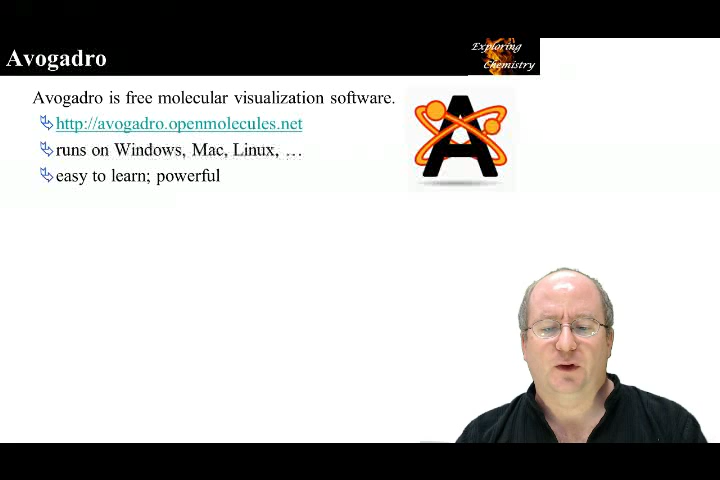 Avogadro
Exploring
Chemistry
Avogadro is free molecular visualization software.
http://avogadro.openmolecules.net
runs on Windows, Mac, Linux, …
easy to learn; powerful
A